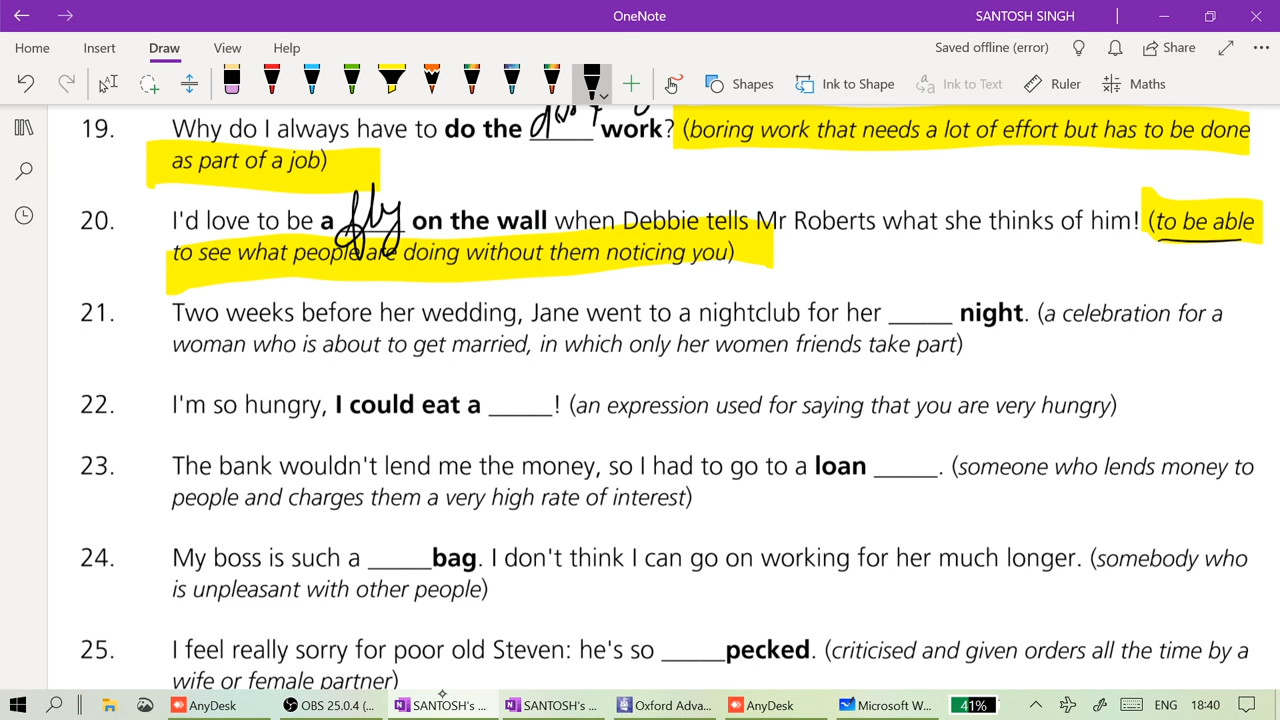 OneNote
SANTOSH SINGH
Home Insert Draw View Help
Saved offline (error) Share
Shapes Ink to Shape Ink to Text Ruler Maths
19. Why do I always have to do the work? (boring work that needs a lot of effort but has to be done
as part of a job)
20. I'd love to be a fly on the wall when Debbie tells Mr Roberts what she thinks of him! (to be able
to see what people are doing without them noticing you)
21. Two weeks before her wedding, Jane went to a nightclub for her _____ night. (a celebration for a
woman who is about to get married, in which only her women friends take part)
22. I'm so hungry, I could eat a _____! (an expression used for saying that you are very hungry)
23. The bank wouldn't lend me the money, so I had to go to a loan _____. (someone who lends money to
people and charges them a very high rate of interest)
24. My boss is such a _____bag. I don't think I can go on working for her much longer. (somebody who
is unpleasant with other people)
25. I feel really sorry for poor old Steven: he's so _____pecked. (criticised and given orders all the time by a
wife or female partner)
AnyDesk OBS 25.0.4 (... SANTOSH's ... SANTOSH's ... Oxford Adva... AnyDesk Microsoft W... 41% ENG 18:40